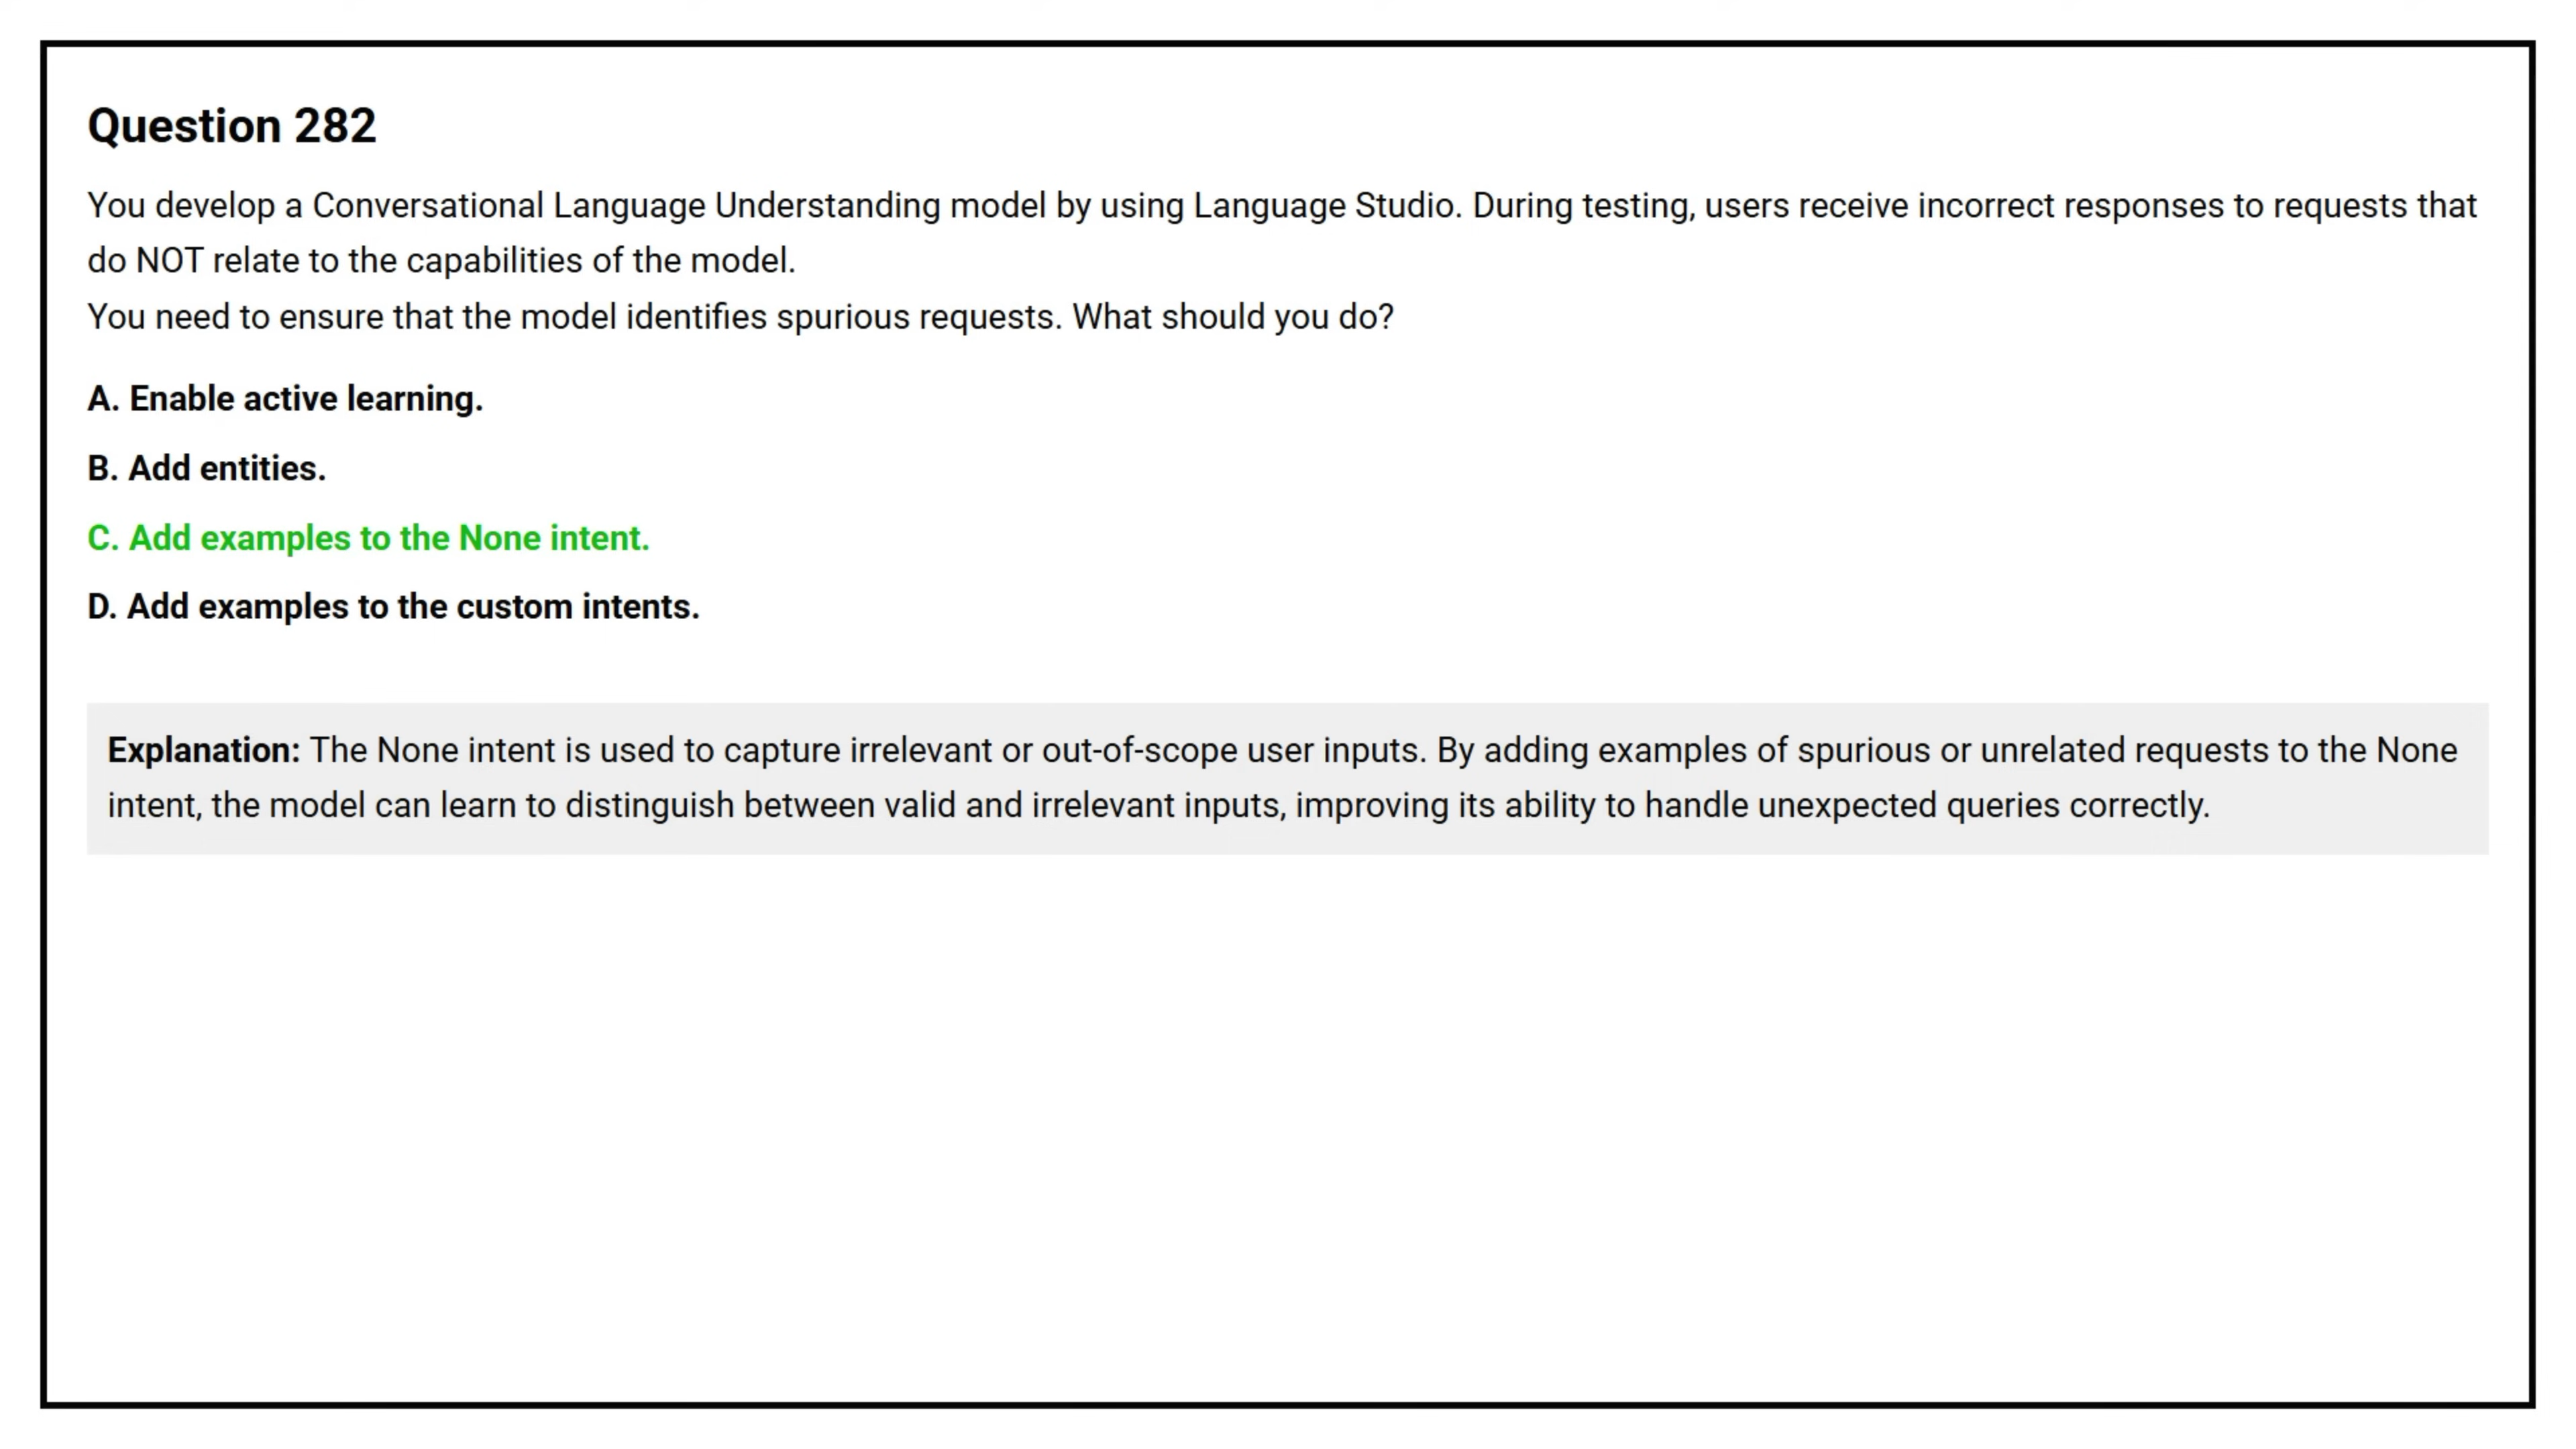 Question 282
You develop a Conversational Language Understanding model by using Language Studio. During testing, users receive incorrect responses to requests that
do NOT relate to the capabilities of the model.
You need to ensure that the model identifies spurious requests. What should you do?
A. Enable active learning.
B. Add entities.
C. Add examples to the None intent.
D. Add examples to the custom intents.
Explanation: The None intent is used to capture irrelevant or out-of-scope user inputs. By adding examples of spurious or unrelated requests to the None
intent, the model can learn to distinguish between valid and irrelevant inputs, improving its ability to handle unexpected queries correctly.